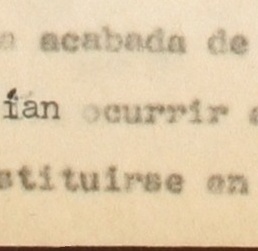 a acabada de
ían ocurrir a
stituirse en